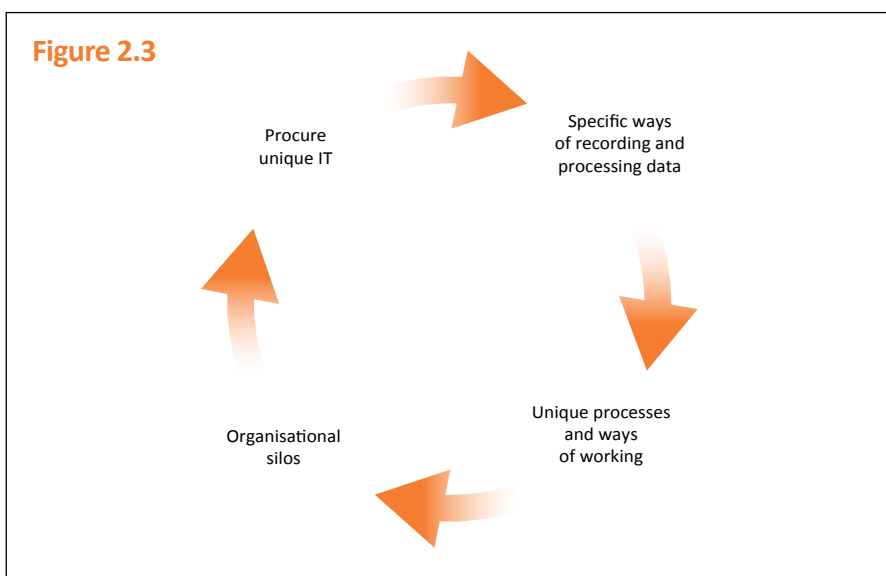 Figure 2.3
Procure
unique IT
Specific ways
of recording and
processing data
Unique processes
and ways
of working
Organisational
silos